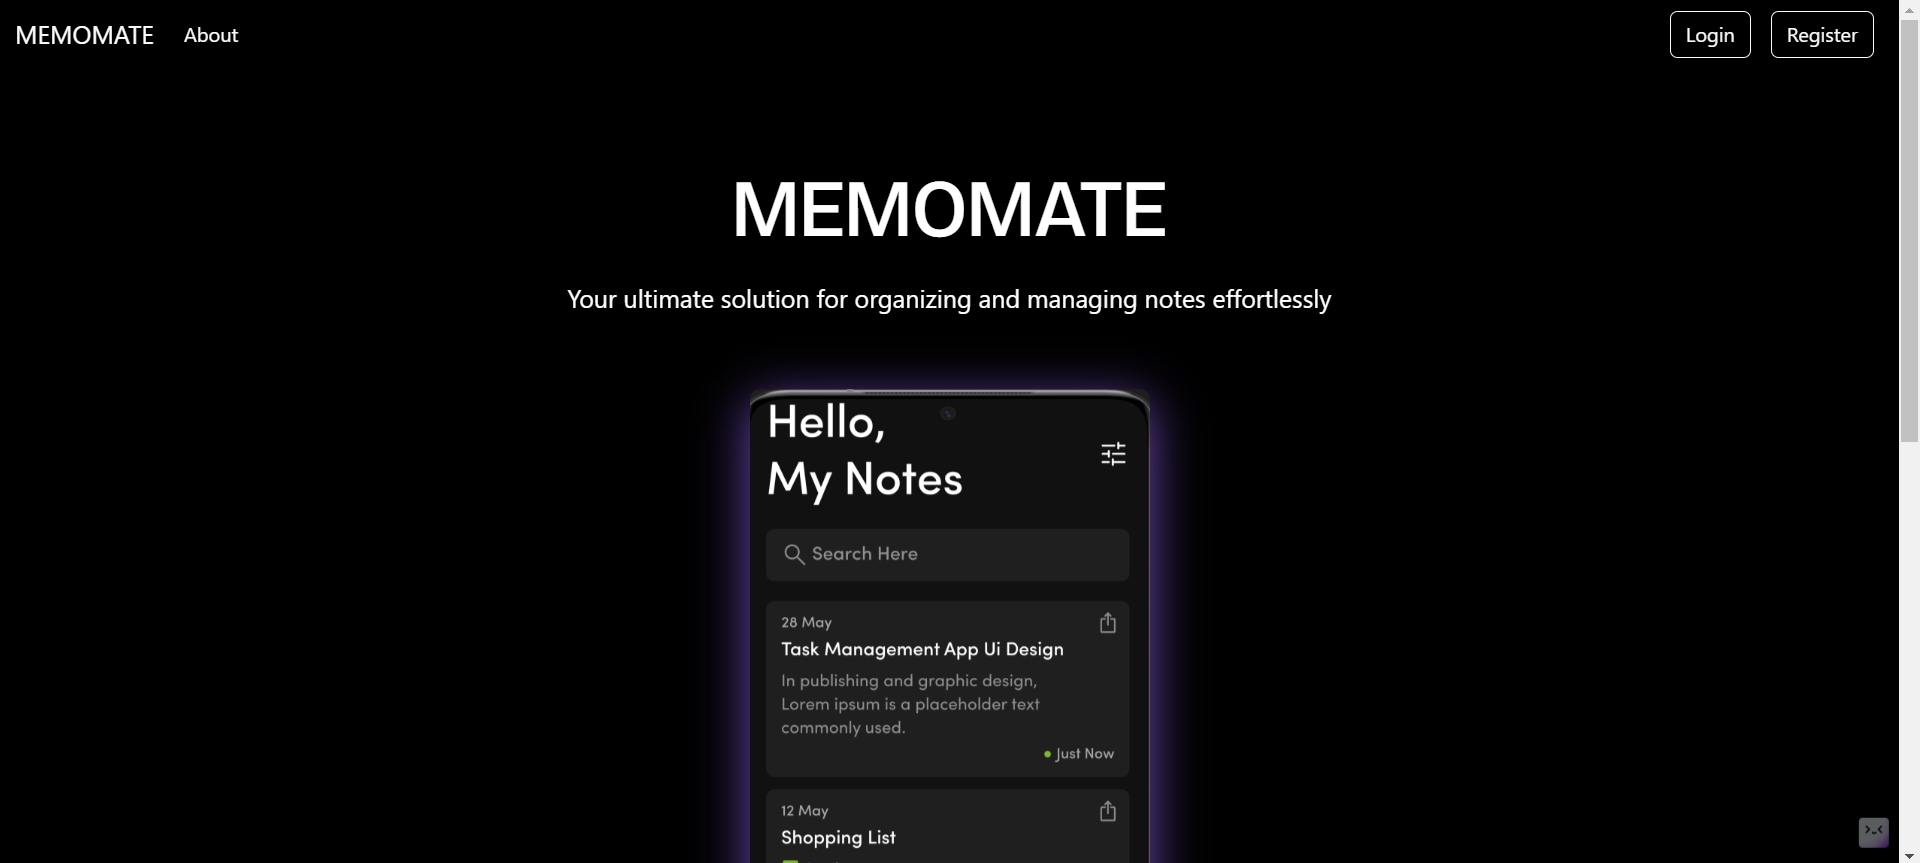 MEMOMATE About Login Register
MEMOMATE
Your ultimate solution for organizing and managing notes effortlessly
Hello,
My Notes
Search Here
28 May
Task Management App Ui Design
In publishing and graphic design,
Lorem ipsum is a placeholder text
commonly used.
Just Now
12 May
Shopping List